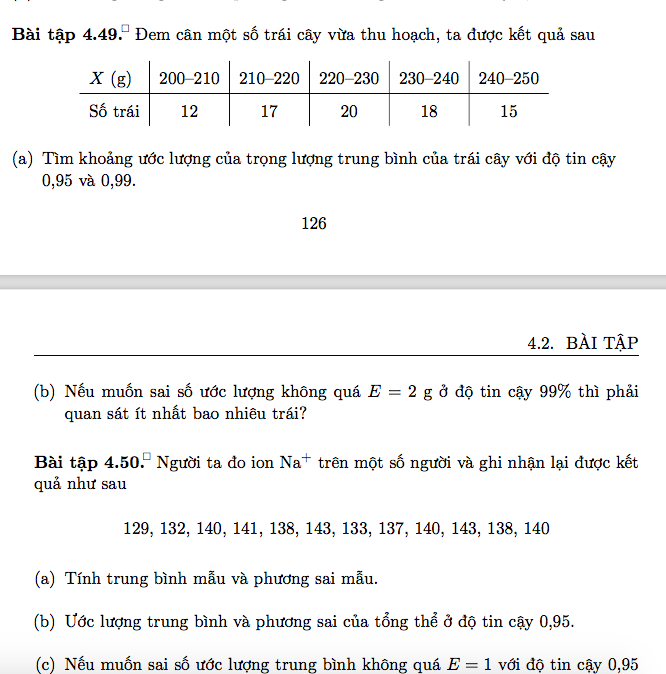 Bài tập 4.49.□ Đem cân một số trái cây vừa thu hoạch, ta được kết quả sau
X (g) 200–210 210–220 220–230 230–240 240–250
Số trái 12 17 20 18 15
(a) Tìm khoảng ước lượng của trọng lượng trung bình của trái cây với độ tin cậy
0,95 và 0,99.
126
4.2. BÀI TẬP
(b) Nếu muốn sai số ước lượng không quá E = 2 g ở độ tin cậy 99% thì phải
quan sát ít nhất bao nhiêu trái?
Bài tập 4.50.□ Người ta đo ion Na⁺ trên một số người và ghi nhận lại được kết
quả như sau
129, 132, 140, 141, 138, 143, 133, 137, 140, 143, 138, 140
(a) Tính trung bình mẫu và phương sai mẫu.
(b) Ước lượng trung bình và phương sai của tổng thể ở độ tin cậy 0,95.
(c) Nếu muốn sai số ước lượng trung bình không quá E = 1 với độ tin cậy 0,95